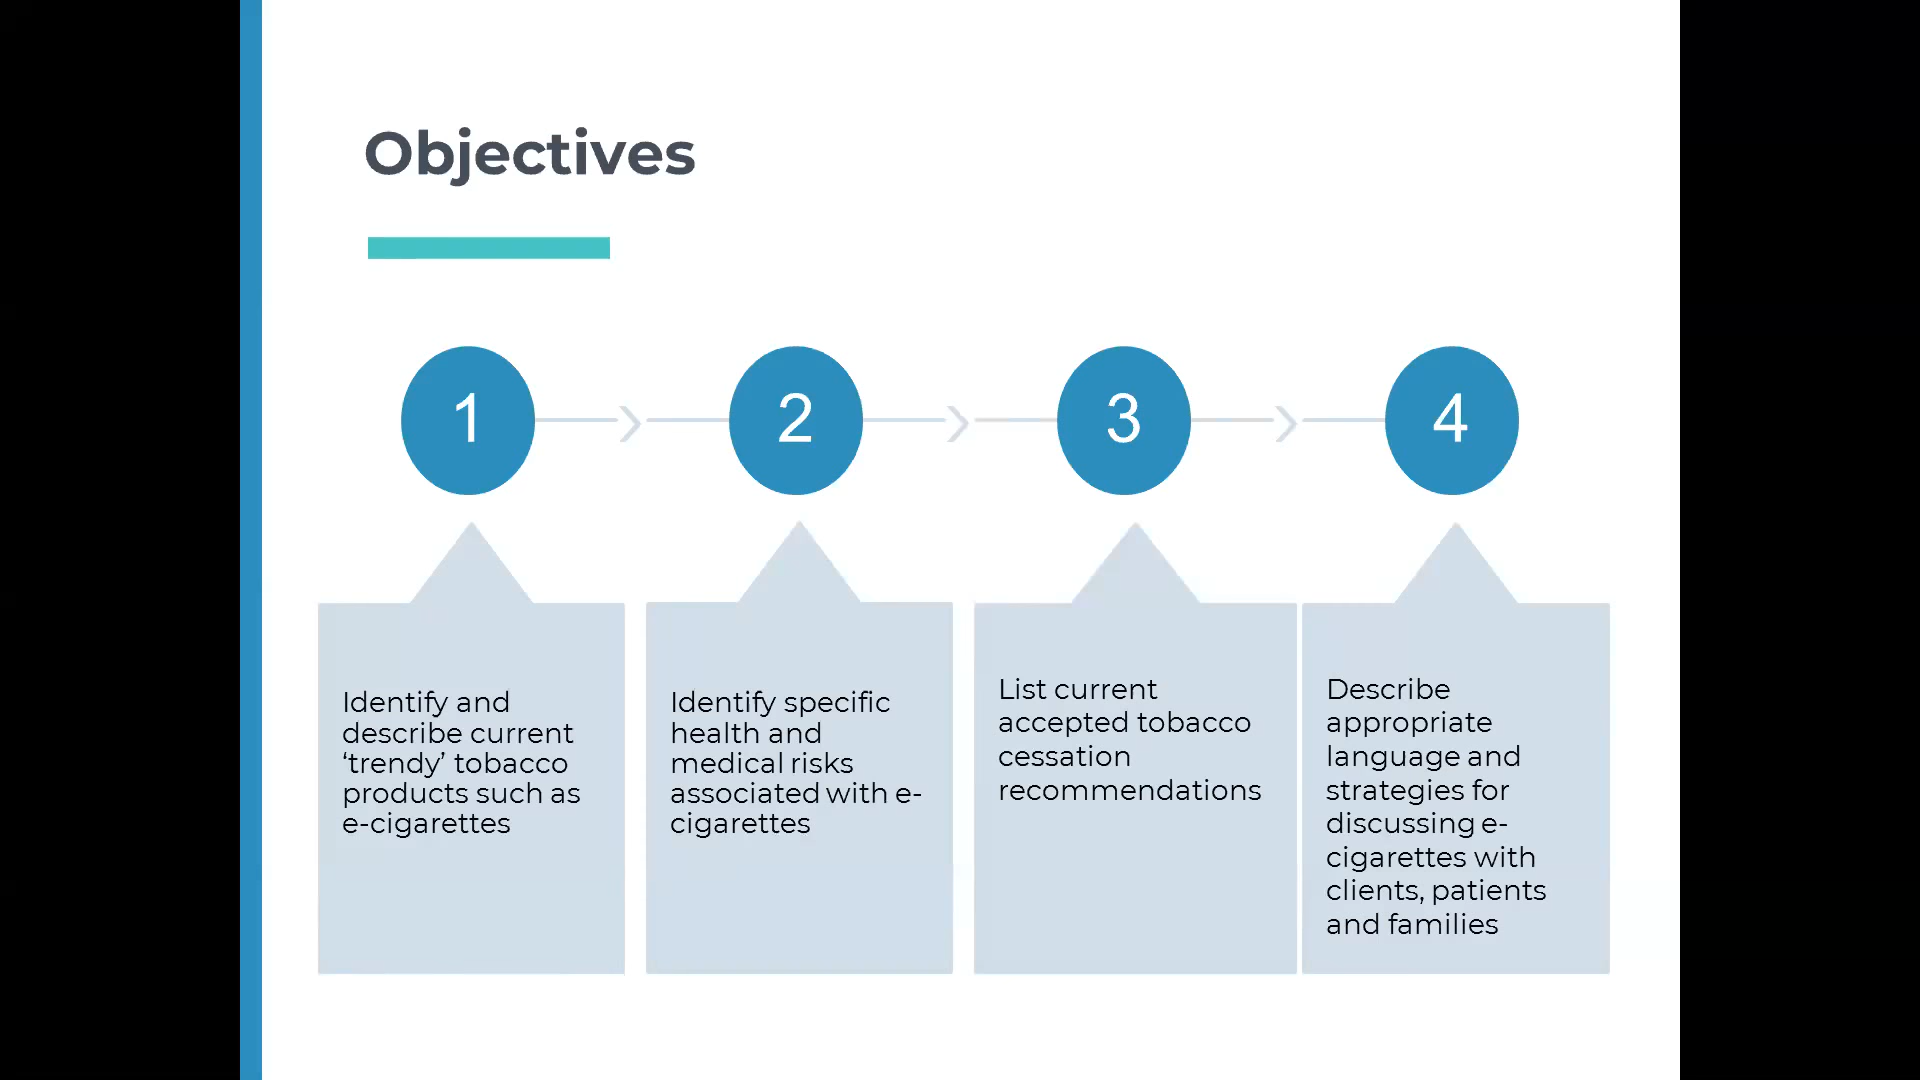 Objectives
1
2
3
4
Identify and
describe current
‘trendy’ tobacco
products such as
e-cigarettes
Identify specific
health and
medical risks
associated with e-
cigarettes
List current
accepted tobacco
cessation
recommendations
Describe
appropriate
language and
strategies for
discussing e-
cigarettes with
clients, patients
and families